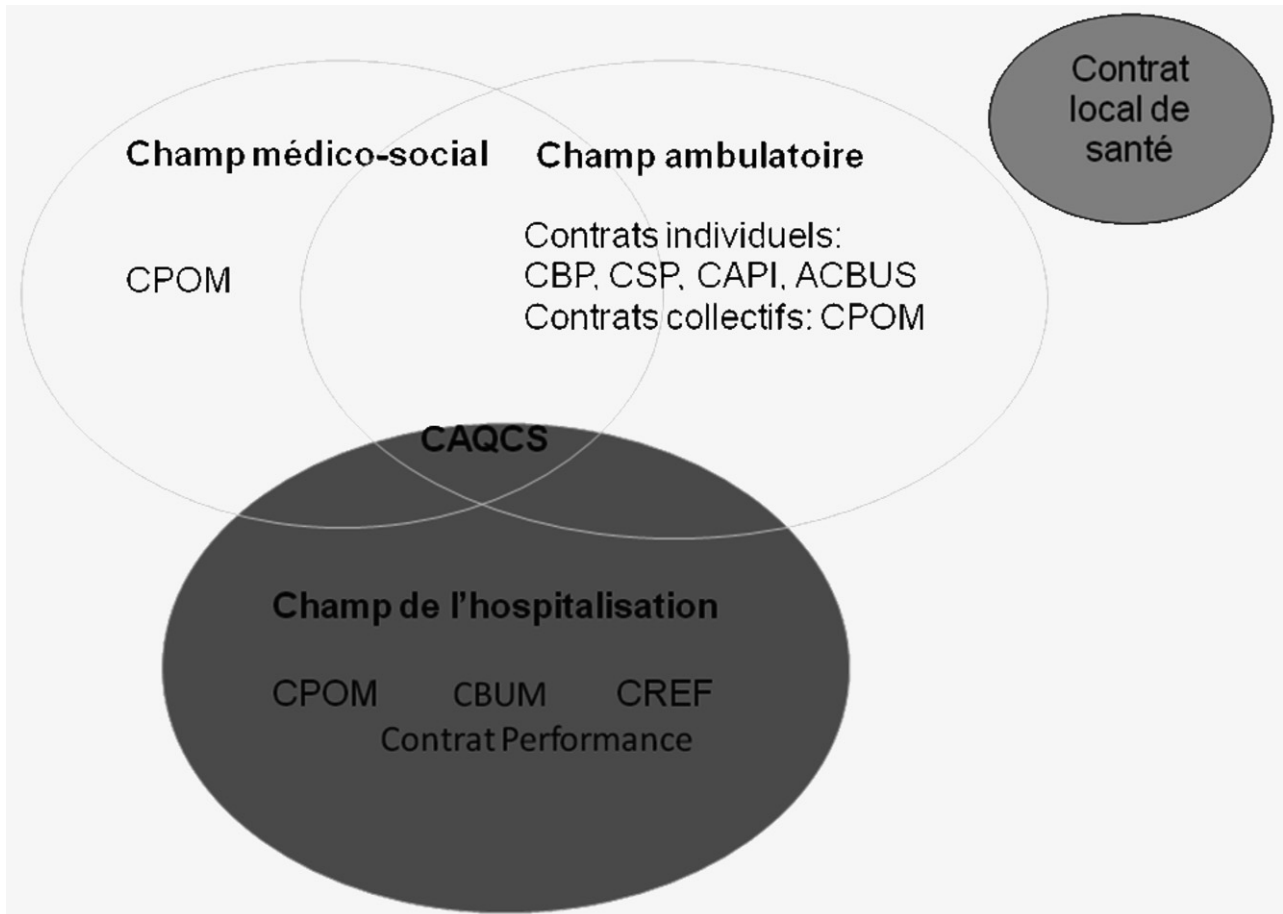 Contrat
local de
santé
Champ médico-social
Champ ambulatoire
CPOM
Contrats individuels:
CBP, CSP, CAPI, ACBUS
Contrats collectifs: CPOM
CAQCS
Champ de l'hospitalisation
CPOM CBUM CREF
Contrat Performance